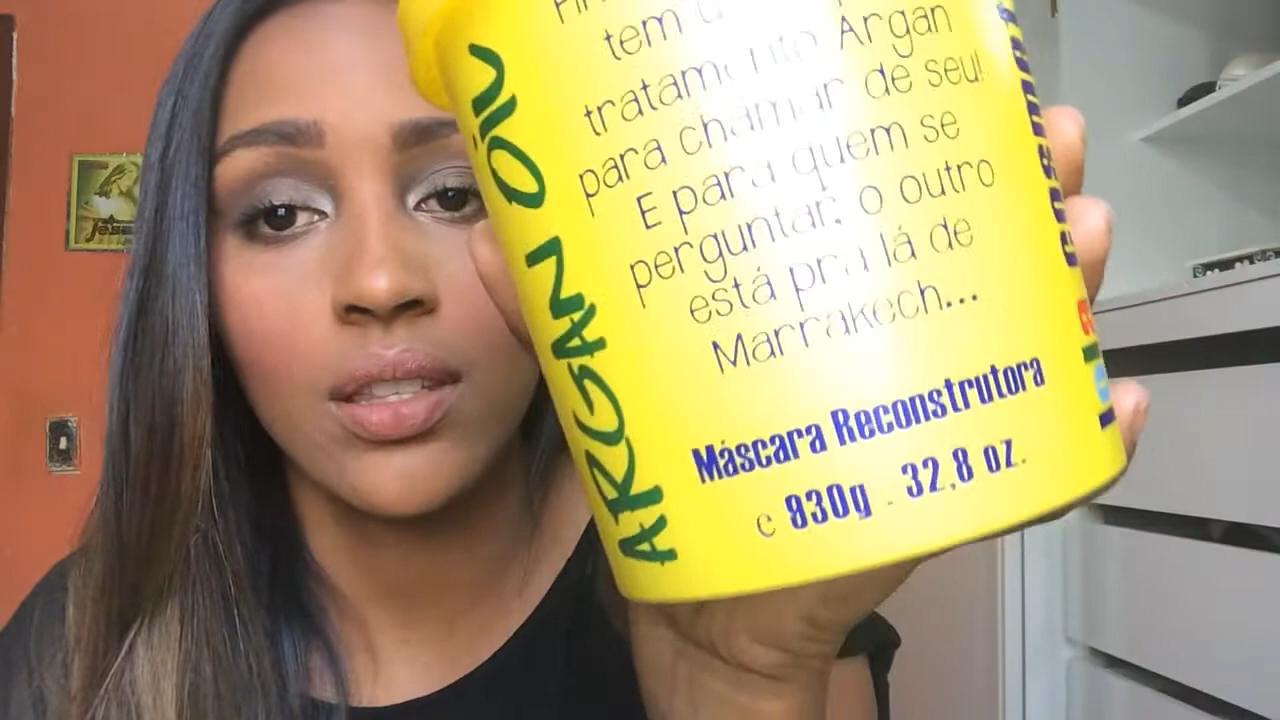 tem
tratamento Argan
para chamar de seu!
E para quem se
perguntar, o outro
está pra lá de
Marrakech...
Máscara Reconstrutora
e 930g . 32,8 oz.
ARGAN OIL